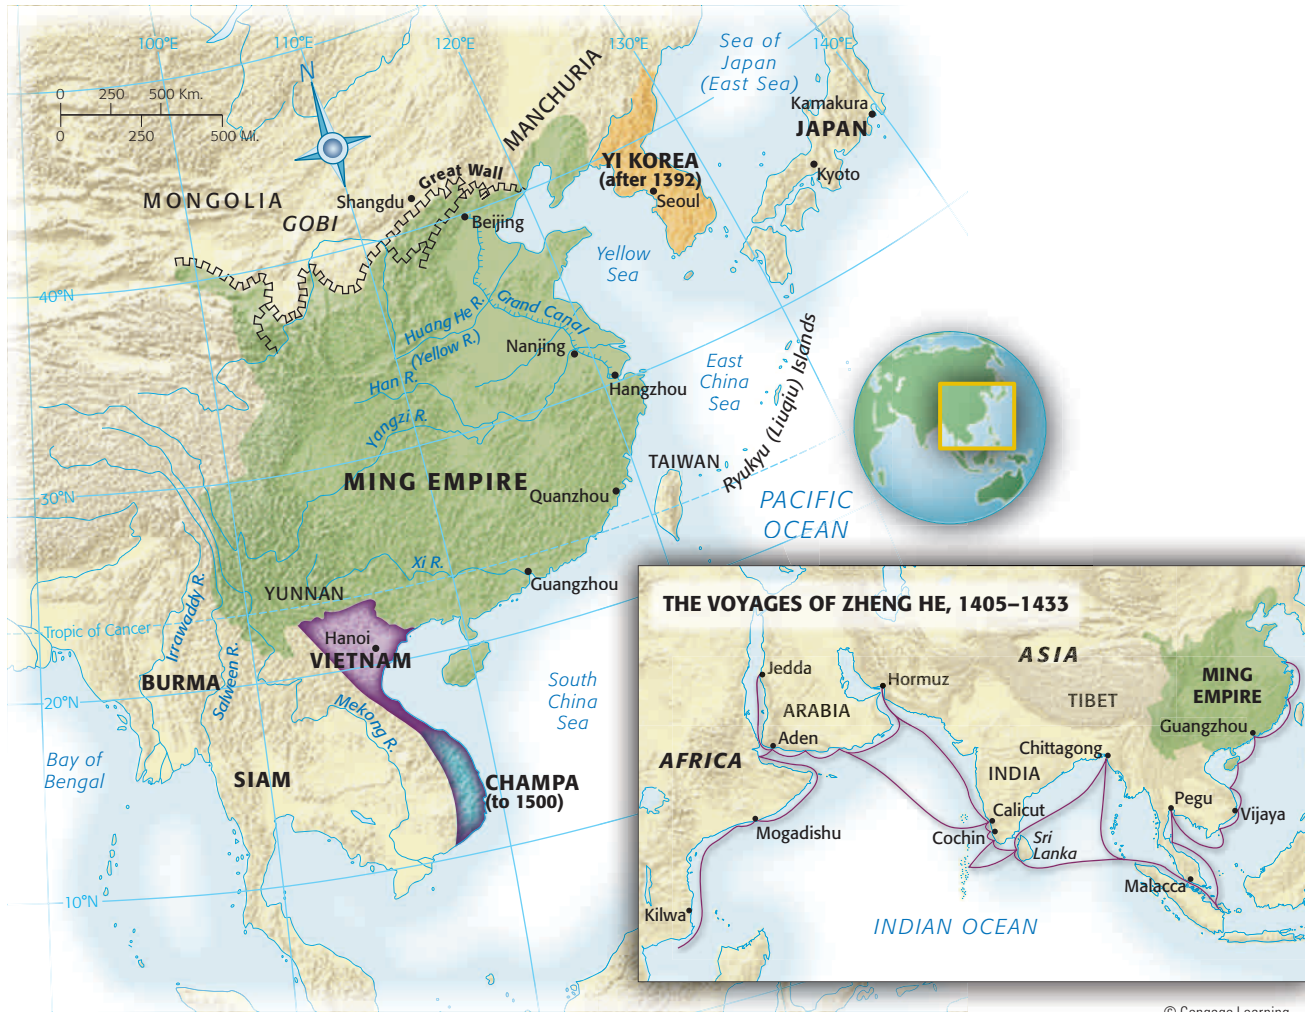 100°E
110°E
120°E
130°E
140°E
Sea of
Japan
(East Sea)
N
0 250 500 Km.
0 250 500 Mi.
MANCHURIA
Kamakura
JAPAN
Kyoto
YI KOREA
(after 1392)
Seoul
Great Wall
MONGOLIA
Shangdu
GOBI
Beijing
Yellow
Sea
40°N
Huang He R.
(Yellow R.)
Grand Canal
Nanjing
Hangzhou
Han R.
Yangzi R.
East
China
Sea
Ryukyu (Liuqiu) Islands
TAIWAN
MING EMPIRE
Quanzhou
30°N
PACIFIC
OCEAN
Xi R.
Guangzhou
YUNNAN
Irrawaddy R.
Tropic of Cancer
Hanoi
VIETNAM
BURMA
Salween R.
20°N
South
China
Sea
Mekong R.
Bay of
Bengal
SIAM
CHAMPA
(to 1500)
10°N
THE VOYAGES OF ZHENG HE, 1405–1433
ASIA
Jedda
Hormuz
MING
EMPIRE
TIBET
ARABIA
Guangzhou
Aden
Chittagong
AFRICA
INDIA
Pegu
Calicut
Vijaya
Mogadishu
Cochin
Sri
Lanka
Malacca
Kilwa
INDIAN OCEAN
© Cengage Learning